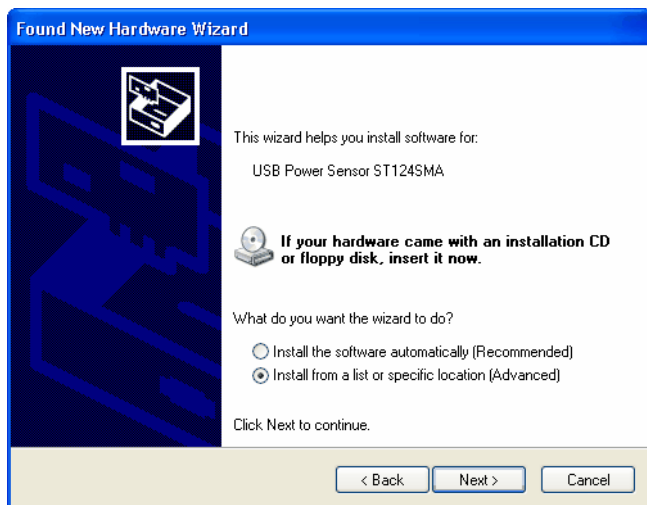 Found New Hardware Wizard
This wizard helps you install software for:
USB Power Sensor ST124SMA
If your hardware came with an installation CD
or floppy disk, insert it now.
What do you want the wizard to do?
Install the software automatically (Recommended)
Install from a list or specific location (Advanced)
Click Next to continue.
< Back Next > Cancel